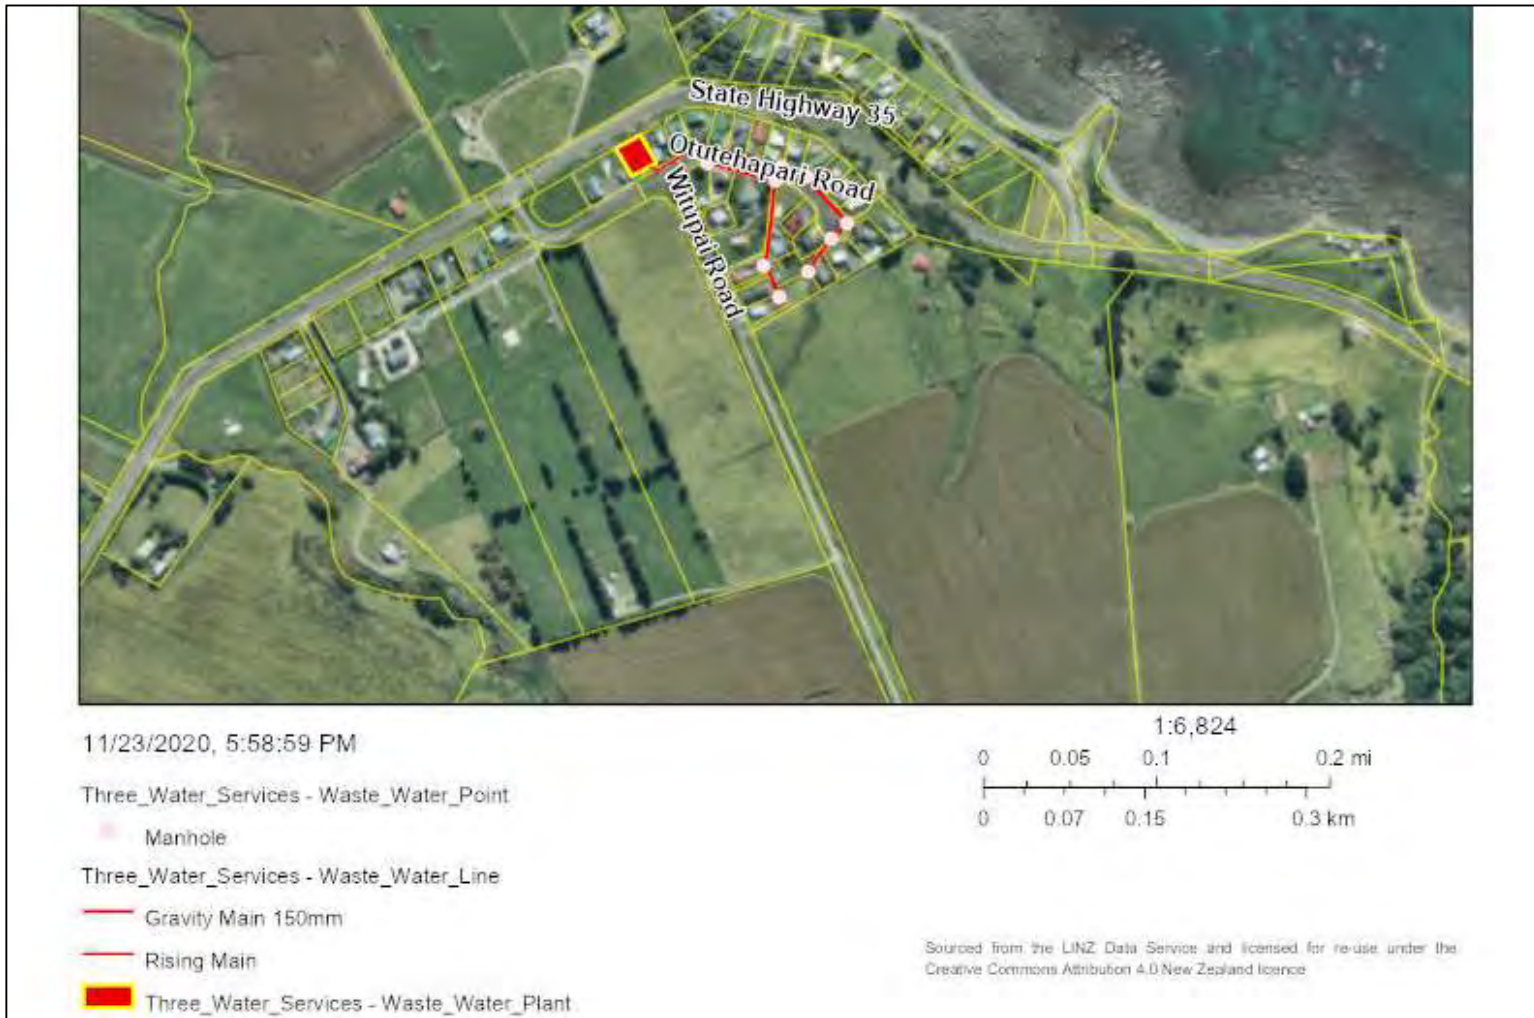 State Highway 35
Otutehapari Road
Witupai Road
11/23/2020, 5:58:59 PM
1:6,824
0 0.05 0.1 0.2 mi
0 0.07 0.15 0.3 km
Three_Water_Services - Waste_Water_Point
Manhole
Three_Water_Services - Waste_Water_Line
Gravity Main 150mm
Rising Main
Three_Water_Services - Waste_Water_Plant
Sourced from the LINZ Data Service and licensed for re-use under the
Creative Commons Attribution 4.0 New Zealand licence